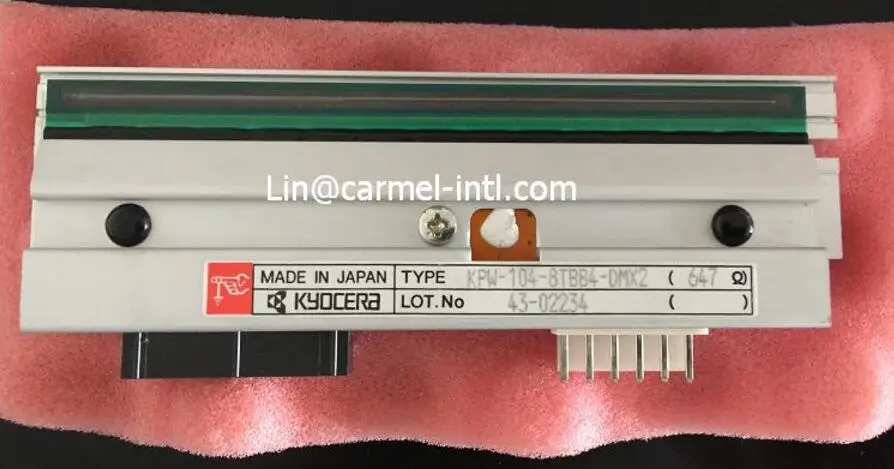 Lin@carmel-intl.com
MADE IN JAPAN TYPE KPW-104-8TBB4-DMX2 ( 647 Ω)
KYOCERA LOT.No 43-02234 ( )